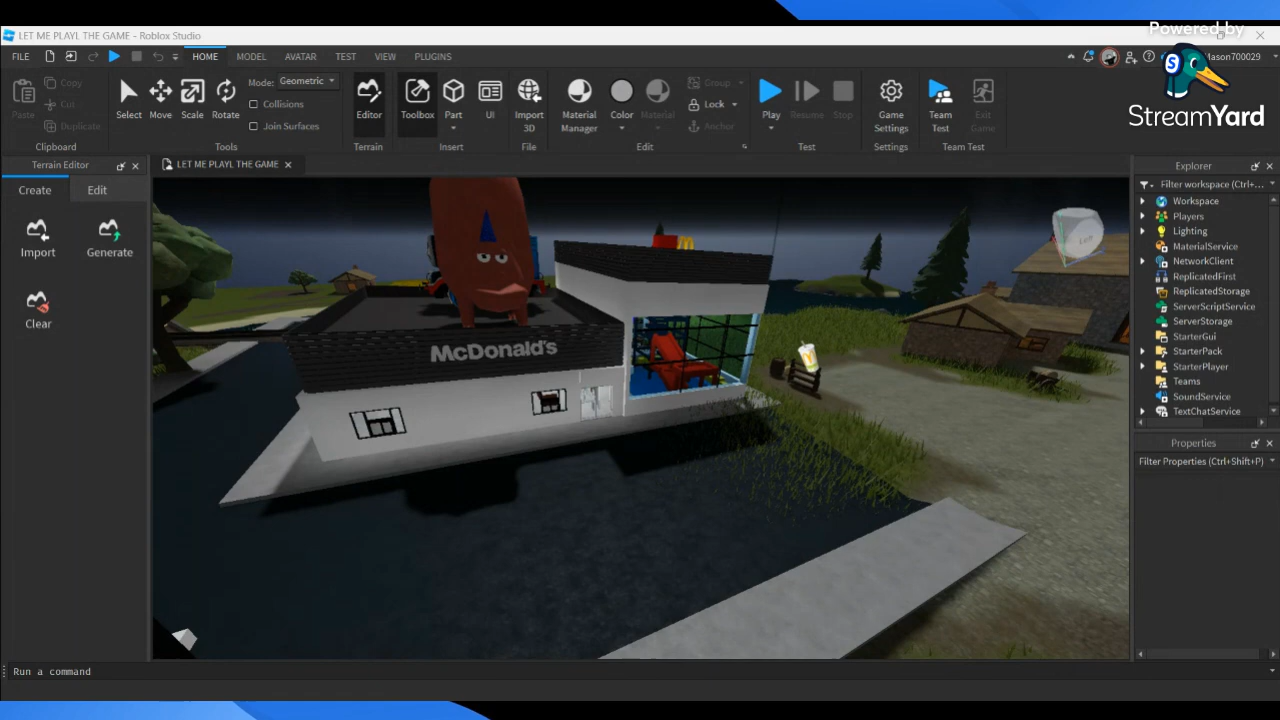 Powered by
StreamYard
LET ME PLAYL THE GAME - Roblox Studio
FILE HOME MODEL AVATAR TEST VIEW PLUGINS
Mason700029
Paste Copy Cut Duplicate
Select Move Scale Rotate
Mode: Geometric
Collisions
Join Surfaces
Editor Toolbox Part UI Import 3D
Material Manager Color Material
Group
Lock
Anchor
Play Resume Stop
Game Settings Team Test Exit Game
Clipboard Tools Terrain Insert File Edit Test Settings Team Test
Terrain Editor
LET ME PLAYL THE GAME
Create Edit
Import Generate
Clear
McDonald's
Explorer
Filter workspace (Ctrl+...
Workspace
Players
Lighting
MaterialService
NetworkClient
ReplicatedFirst
ReplicatedStorage
ServerScriptService
ServerStorage
StarterGui
StarterPack
StarterPlayer
Teams
SoundService
TextChatService
Properties
Filter Properties (Ctrl+Shift+P)
Run a command